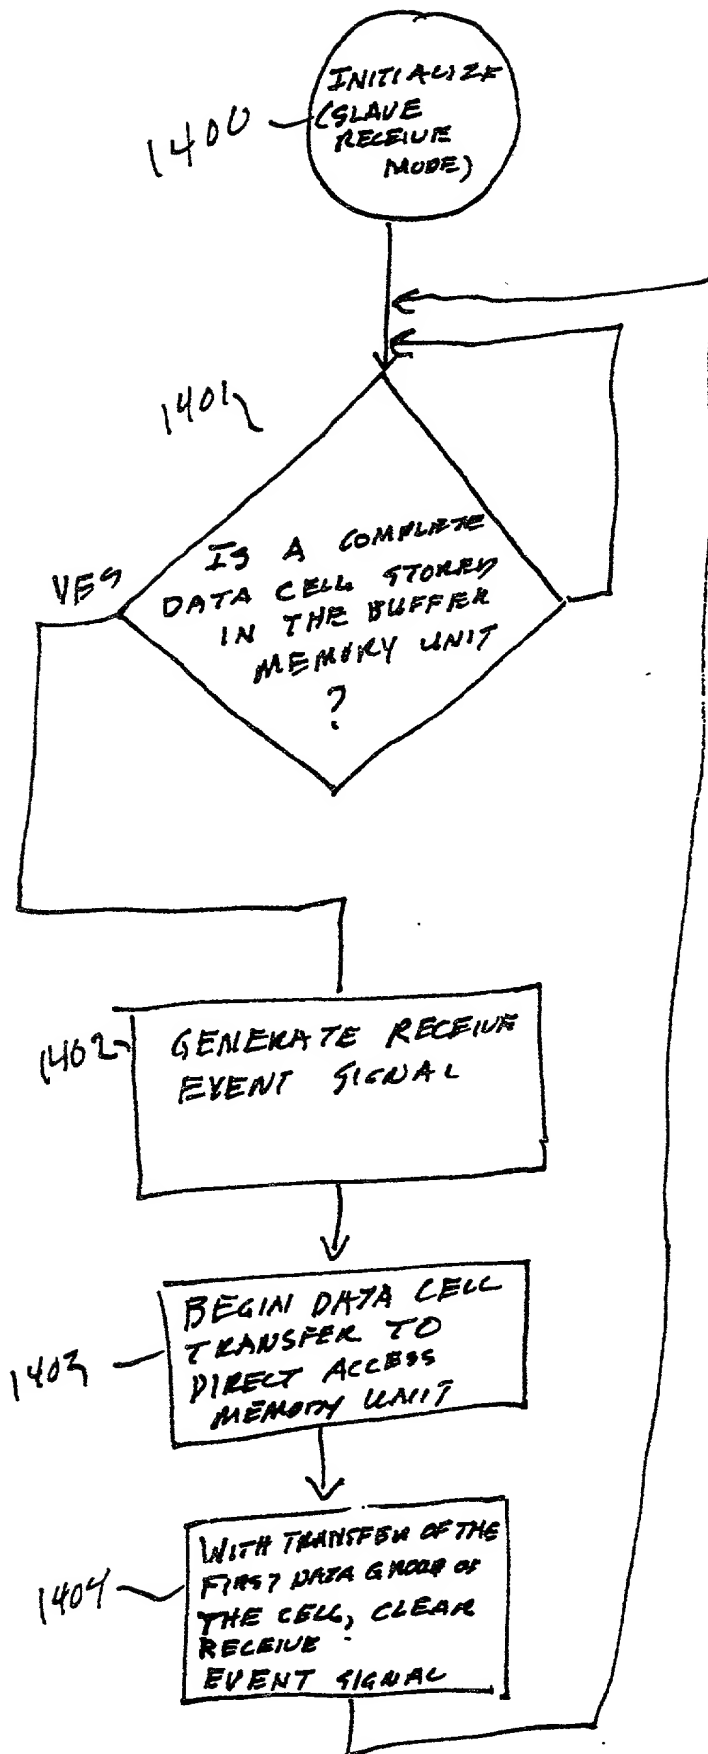 INITIALIZE
1400
(SLAVE
RECEIVE
MODE)
1401
YES
IS A COMPLETE
DATA CELL STORED
IN THE BUFFER
MEMORY UNIT
?
1402
GENERATE RECEIVE
EVENT SIGNAL
1403
BEGIN DATA CELL
TRANSFER TO
DIRECT ACCESS
MEMORY UNIT
1404
WITH TRANSFER OF THE
FIRST DATA GROUP OF
THE CELL, CLEAR
RECEIVE
EVENT SIGNAL